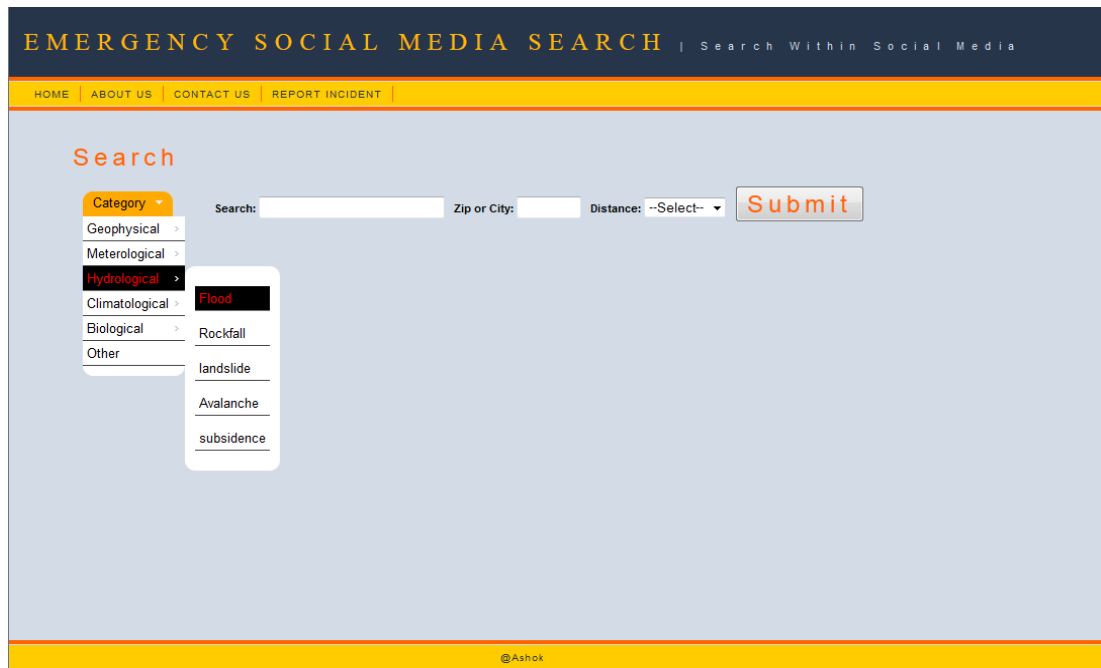 EMERGENCY SOCIAL MEDIA SEARCH | Search Within Social Media
HOME | ABOUT US | CONTACT US | REPORT INCIDENT |
Search
Category
Search: Zip or City: Distance: --Select-- Submit
Geophysical
Meterological
Hydrological
Climatological
Biological
Other
Flood
Rockfall
landslide
Avalanche
subsidence
@Ashok